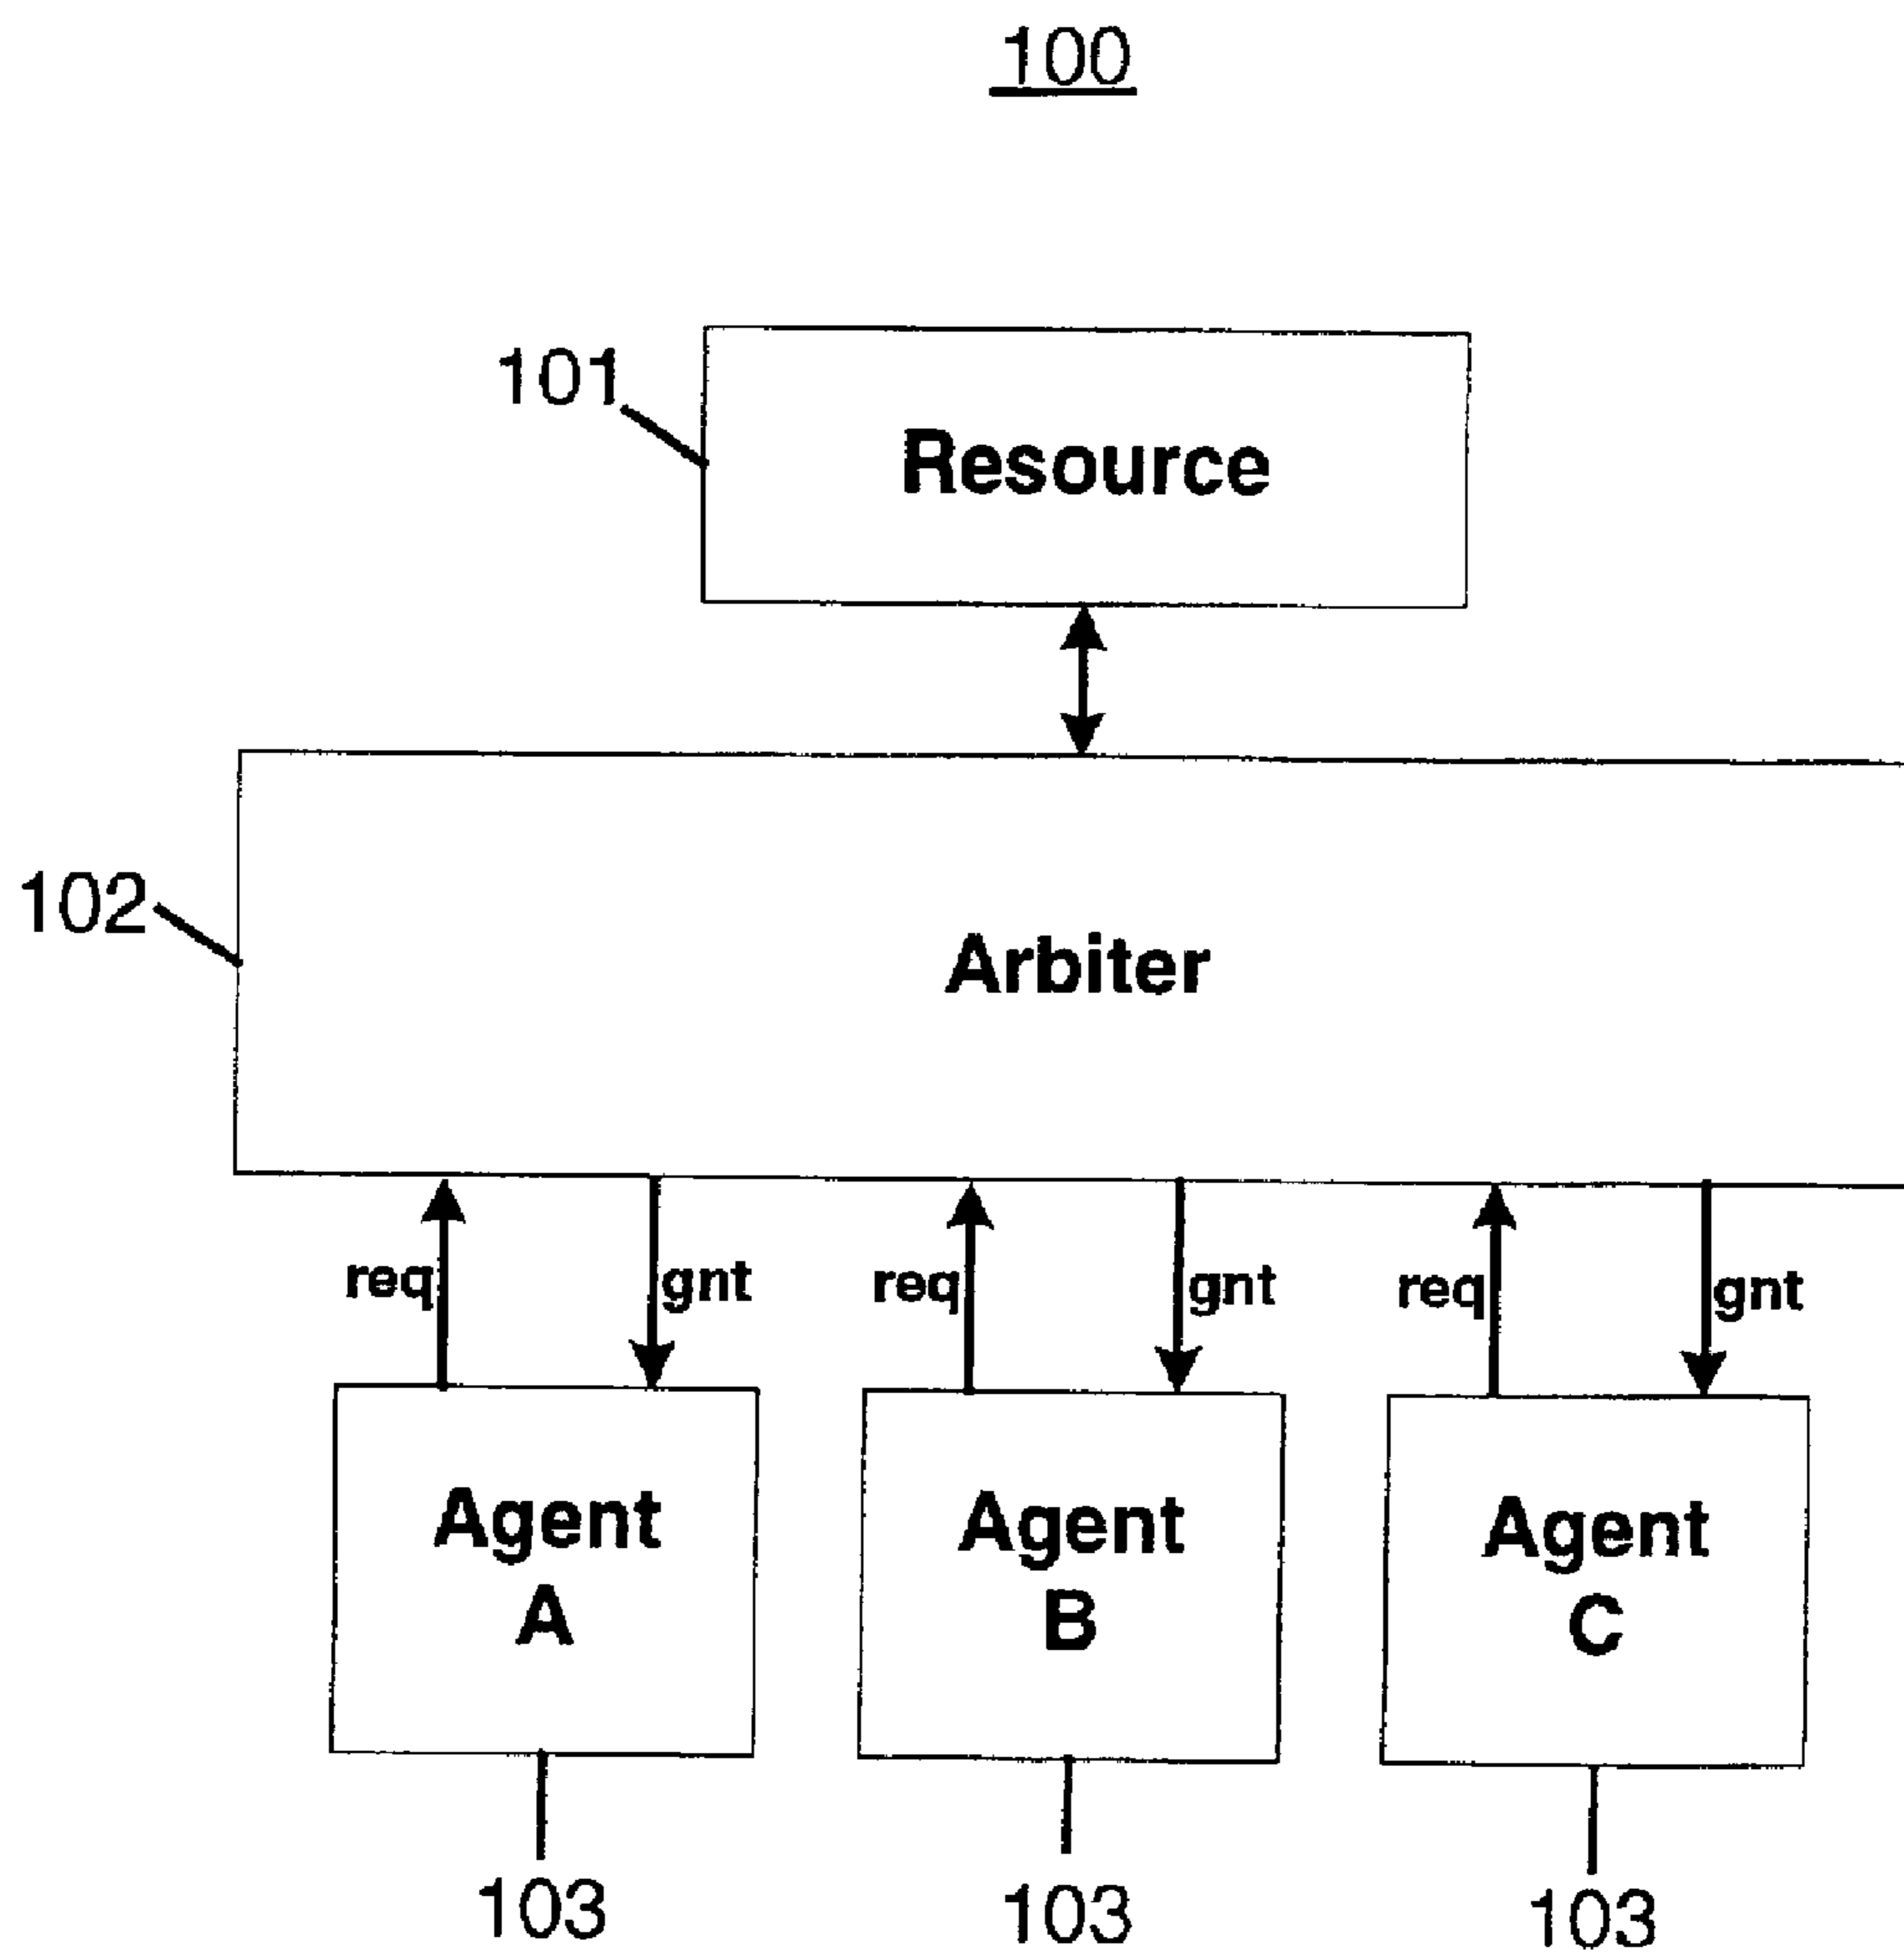 100
101
Resource
102
Arbiter
req gnt req gnt req gnt
Agent A
Agent B
Agent C
103 103 103